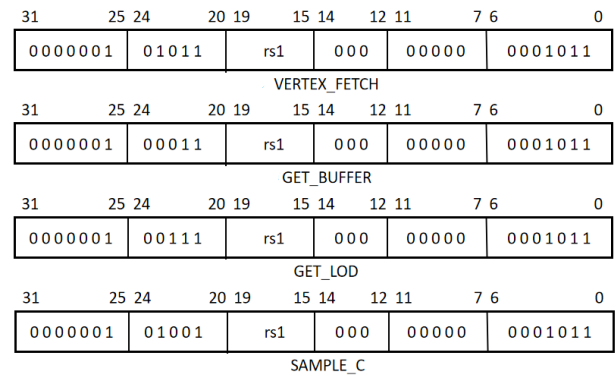 31 25 24 20 19 15 14 12 11 7 6 0
0000001 01011 rs1 000 00000 0001011
VERTEX_FETCH
31 25 24 20 19 15 14 12 11 7 6 0
0000001 00011 rs1 000 00000 0001011
GET_BUFFER
31 25 24 20 19 15 14 12 11 7 6 0
0000001 00111 rs1 000 00000 0001011
GET_LOD
31 25 24 20 19 15 14 12 11 7 6 0
0000001 01001 rs1 000 00000 0001011
SAMPLE_C